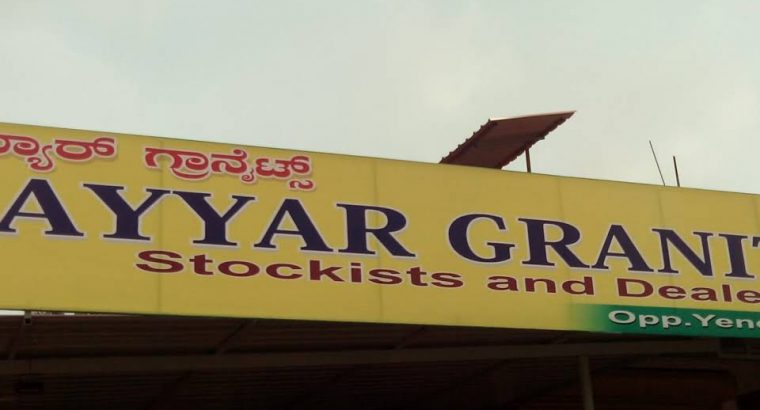 ಯ್ಯಾರ್ ಗ್ರಾನೈಟ್ಸ್
AYYAR GRANIT
Stockists and Deale
Opp.Yene